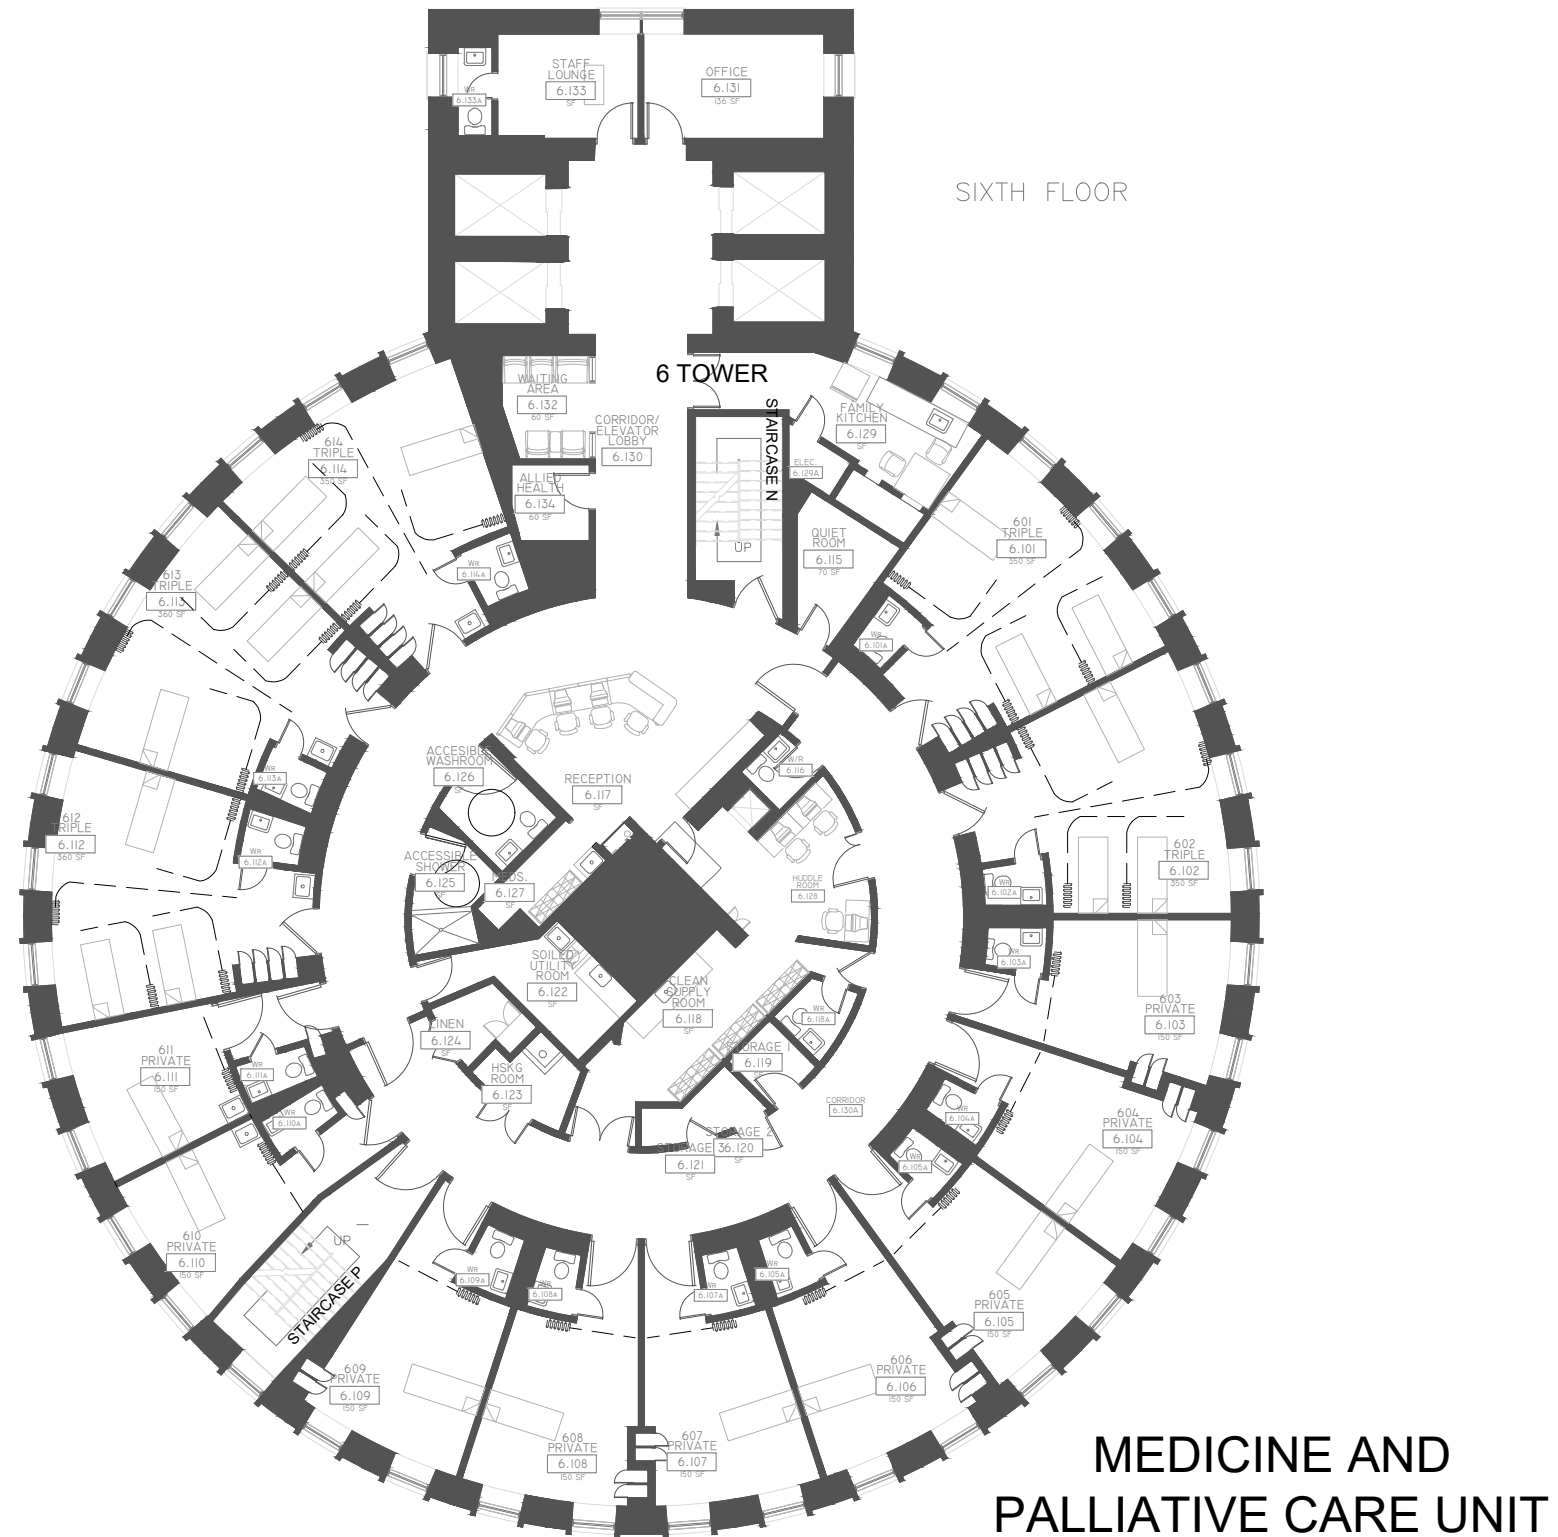 STAFF
LOUNGE
6.133
SF
WR
6.133A
OFFICE
6.131
136 SF
SIXTH FLOOR
6 TOWER
WAITING
AREA
6.132
60 SF
CORRIDOR/
ELEVATOR
LOBBY
6.130
ALLIED
HEALTH
6.134
60 SF
STAIRCASE N
UP
FAMILY
KITCHEN
6.129
SF
ELEC.
6.129A
QUIET
ROOM
6.115
70 SF
614
TRIPLE
6.114
350 SF
WR
6.114A
601
TRIPLE
6.101
350 SF
WR
6.101A
613
TRIPLE
6.113
360 SF
WR
6.113A
612
TRIPLE
6.112
360 SF
WR
6.112A
602
TRIPLE
6.102
350 SF
WR
6.102A
ACCESIBLE
WASHROOM
6.126
SF
RECEPTION
6.117
SF
W/R
6.116
ACCESSIBLE
SHOWER
6.125
SF
MEDS.
6.127
SF
HUDDLE
ROOM
6.128
SOILED
UTILITY
ROOM
6.122
SF
CLEAN
SUPPLY
ROOM
6.118
SF
WR
6.118A
WR
6.103A
603
PRIVATE
6.103
150 SF
LINEN
6.124
SF
HSKG
ROOM
6.123
SF
STORAGE 1
6.119
SF
CORRIDOR
6.130A
STORAGE 2
36.120
SF
STORAGE
6.121
SF
611
PRIVATE
6.111
150 SF
WR
6.111A
WR
6.110A
WR
6.104A
604
PRIVATE
6.104
150 SF
WR
6.105A
610
PRIVATE
6.110
150 SF
UP
STAIRCASE P
WR
6.109A
WR
6.108A
WR
6.107A
WR
6.105A
605
PRIVATE
6.105
150 SF
609
PRIVATE
6.109
150 SF
608
PRIVATE
6.108
150 SF
607
PRIVATE
6.107
150 SF
606
PRIVATE
6.106
150 SF
MEDICINE AND
PALLIATIVE CARE UNIT